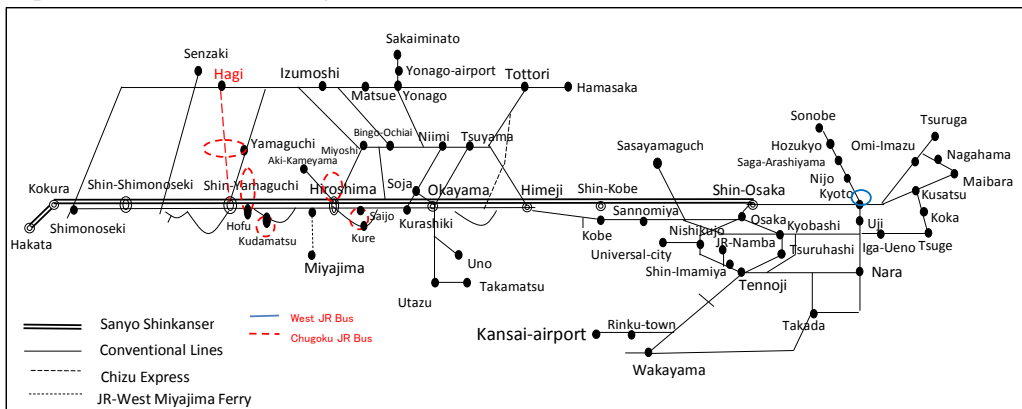 Sakaiminato
Senzaki
Hagi
Izumoshi
Yonago-airport
Tottori
Matsue
Yonago
Hamasaka
Sonobe
Tsuruga
Hozukyo
Omi-Imazu
Bingo-Ochiai
Niimi
Tsuyama
Yamaguchi
Miyoshi
Aki-Kameyama
Sasayamaguch
Saga-Arashiyama
Nagahama
Nijo
Maibara
Kokura
Shin-Shimonoseki
Shin-Yamaguchi
Hiroshima
Soja
Okayama
Himeji
Shin-Kobe
Shin-Osaka
Kyoto
Kusatsu
Hakata
Shimonoseki
Hofu
Saijo
Kurashiki
Sannomiya
Osaka
Uji
Koka
Kudamatsu
Kure
Kobe
Nishikujo
Kyobashi
Iga-Ueno
Tsuge
Universal-city
JR-Namba
Tsuruhashi
Miyajima
Uno
Shin-Imamiya
Tennoji
Nara
Utazu
Takamatsu
Takada
Kansai-airport
Rinku-town
Wakayama
Sanyo Shinkanser
West JR Bus
Conventional Lines
Chugoku JR Bus
Chizu Express
JR-West Miyajima Ferry